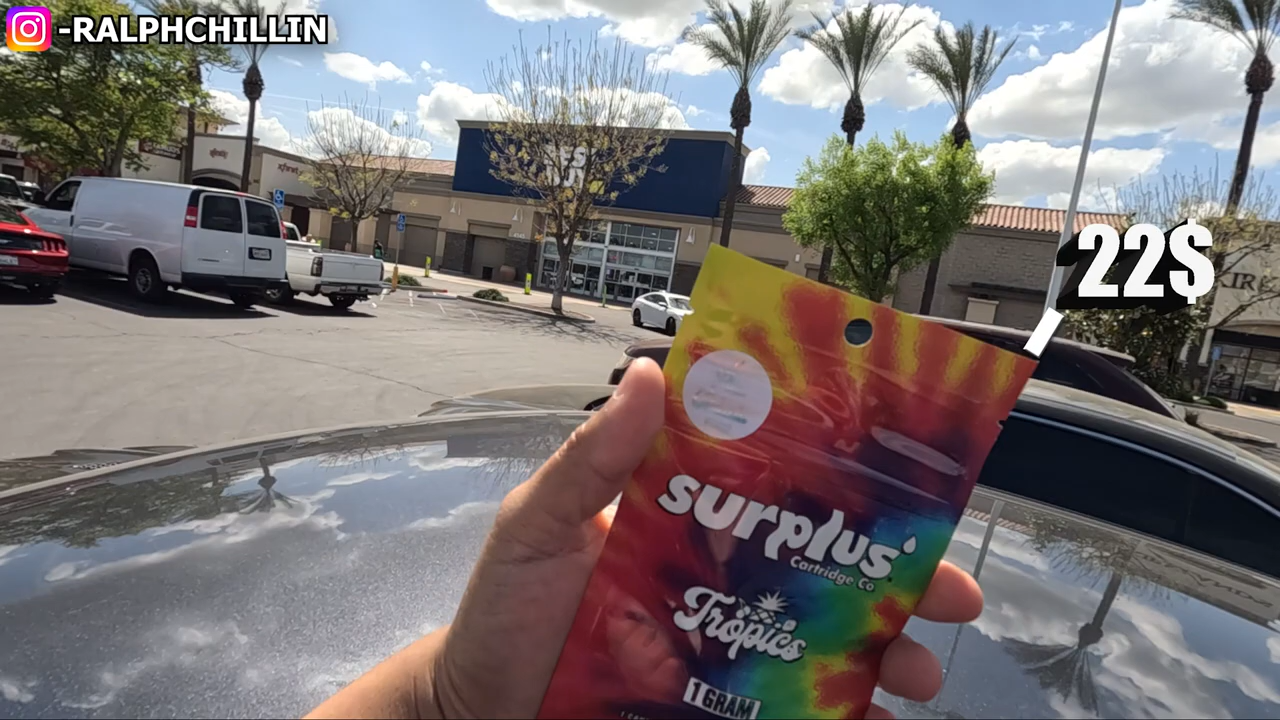 -RALPHCHILLIN
22$
surplus
Cartridge Co
Tropics
1 GRAM